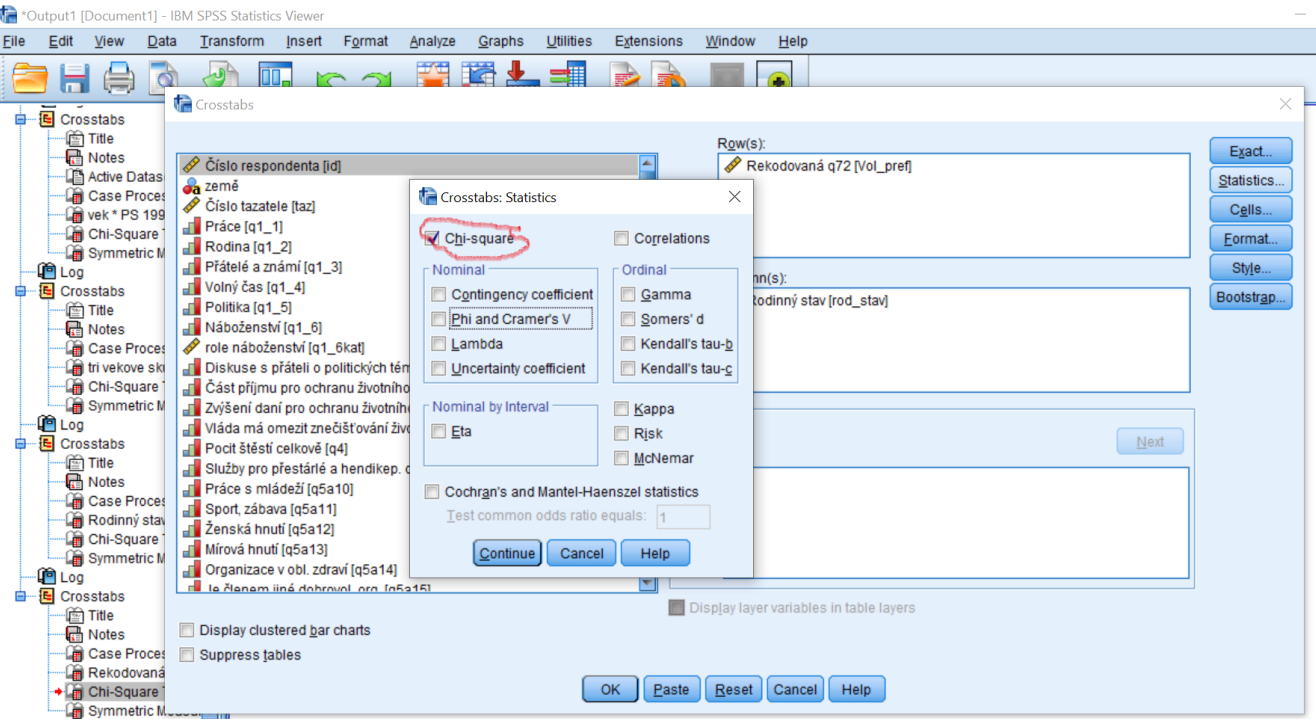 *Output1 [Document1] - IBM SPSS Statistics Viewer
File Edit View Data Transform Insert Format Analyze Graphs Utilities Extensions Window Help
Crosstabs
Title
Notes
Active Datas
Case Proces
vek * PS 199
Chi-Square
Symmetric M
Log
Crosstabs
Title
Notes
Case Proces
tri vekove sk
Chi-Square
Symmetric M
Log
Crosstabs
Title
Notes
Case Proces
Rodinný stav
Chi-Square
Symmetric M
Log
Crosstabs
Title
Notes
Case Proces
Rekodovaná
Chi-Square
Symmetric
Crosstabs
Číslo respondenta [id]
země
Číslo tazatele [taz]
Práce [q1_1]
Rodina [q1_2]
Přátelé a známí [q1_3]
Volný čas [q1_4]
Politika [q1_5]
Náboženství [q1_6]
role náboženství [q1_6kat]
Diskuse s přáteli o politických tém
Část příjmu pro ochranu životního
Zvýšení daní pro ochranu životníh
Vláda má omezit znečišťování živo
Pocit štěstí celkově [q4]
Služby pro přestárlé a hendikep.
Práce s mládeží [q5a10]
Sport, zábava [q5a11]
Ženská hnutí [q5a12]
Mírová hnutí [q5a13]
Organizace v obl. zdraví [q5a14]
Je členem jiné dobrovol. org. [q5a15]
Display clustered bar charts
Suppress tables
Crosstabs: Statistics
Chi-square
Correlations
Nominal
Contingency coefficient
Phi and Cramer's V
Lambda
Uncertainty coefficient
Ordinal
Gamma
Somers' d
Kendall's tau-b
Kendall's tau-c
Nominal by Interval
Eta
Kappa
Risk
McNemar
Cochran's and Mantel-Haenszel statistics
Test common odds ratio equals: 1
Continue Cancel Help
Row(s):
Rekodovaná q72 [Vol_pref]
mn(s):
Rodinný stav [rod_stav]
Next
Display layer variables in table layers
Exact...
Statistics...
Cells...
Format...
Style...
Bootstrap...
OK Paste Reset Cancel Help